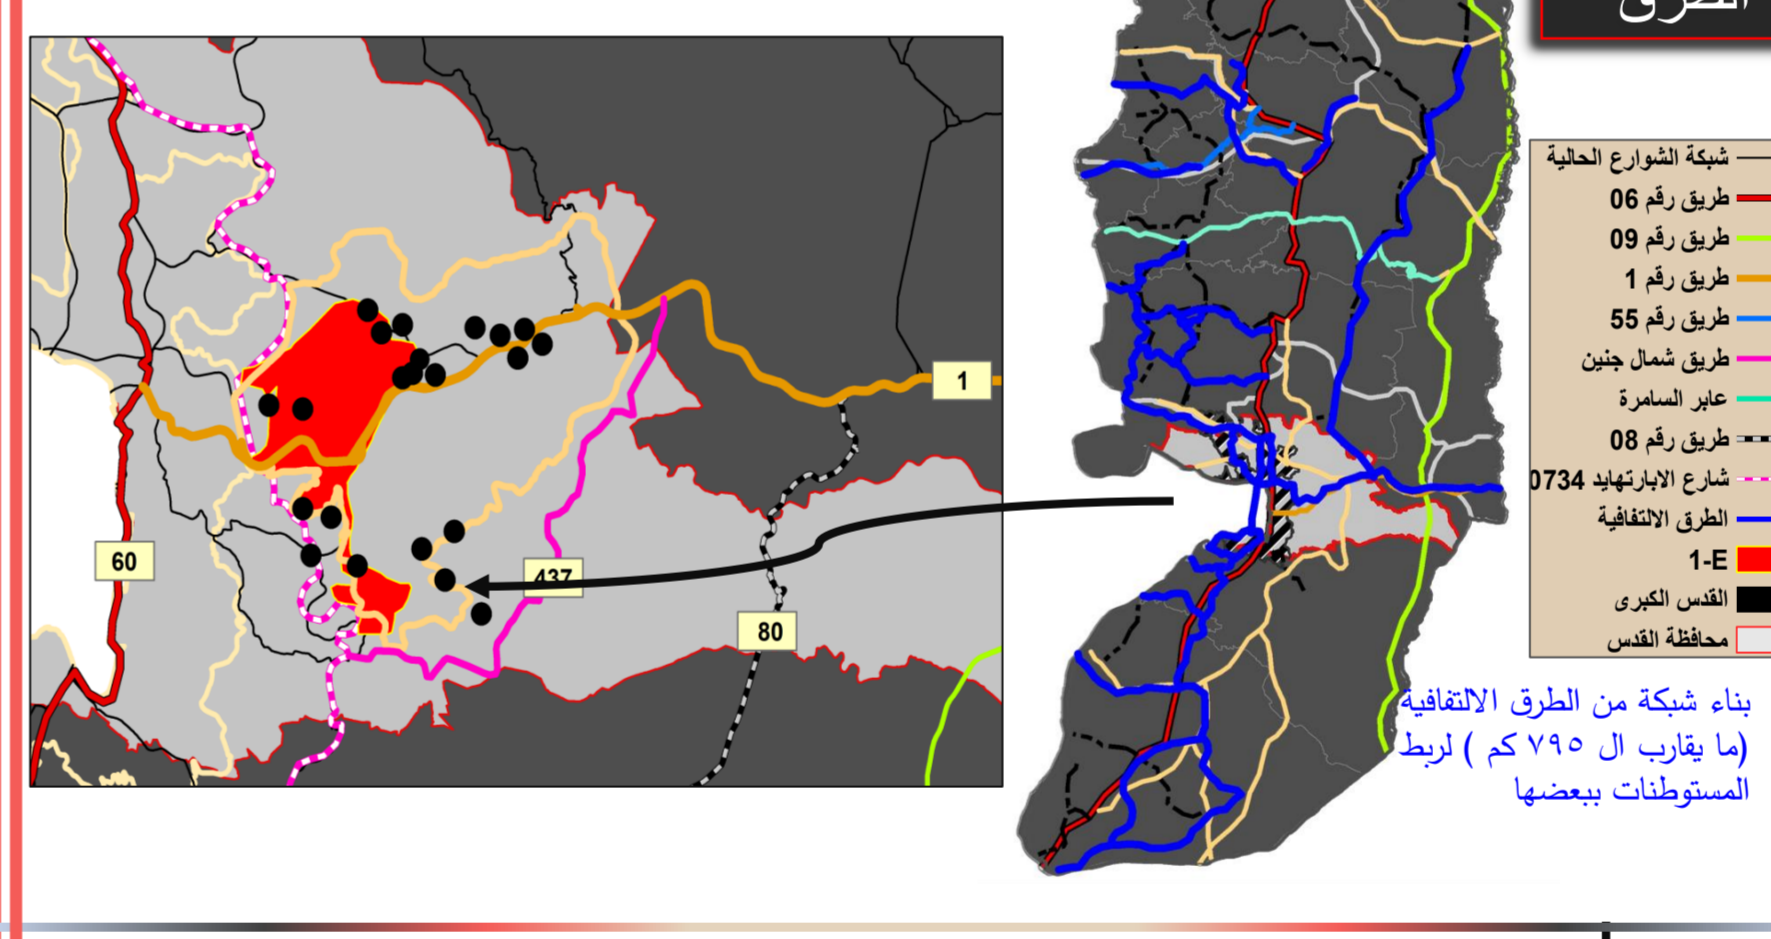 الطرق
شبكة الشوارع الحالية
طريق رقم 06
طريق رقم 09
طريق رقم 1
طريق رقم 55
طريق شمال جنين
عابر السامرة
طريق رقم 08
شارع الابارتهايد 0734
الطرق الالتفافية
1-E
القدس الكبرى
محافظة القدس
بناء شبكة من الطرق الالتفافية
(ما يقارب ال ٧٩٥ كم ) لربط
المستوطنات ببعضها
1
60
437
80